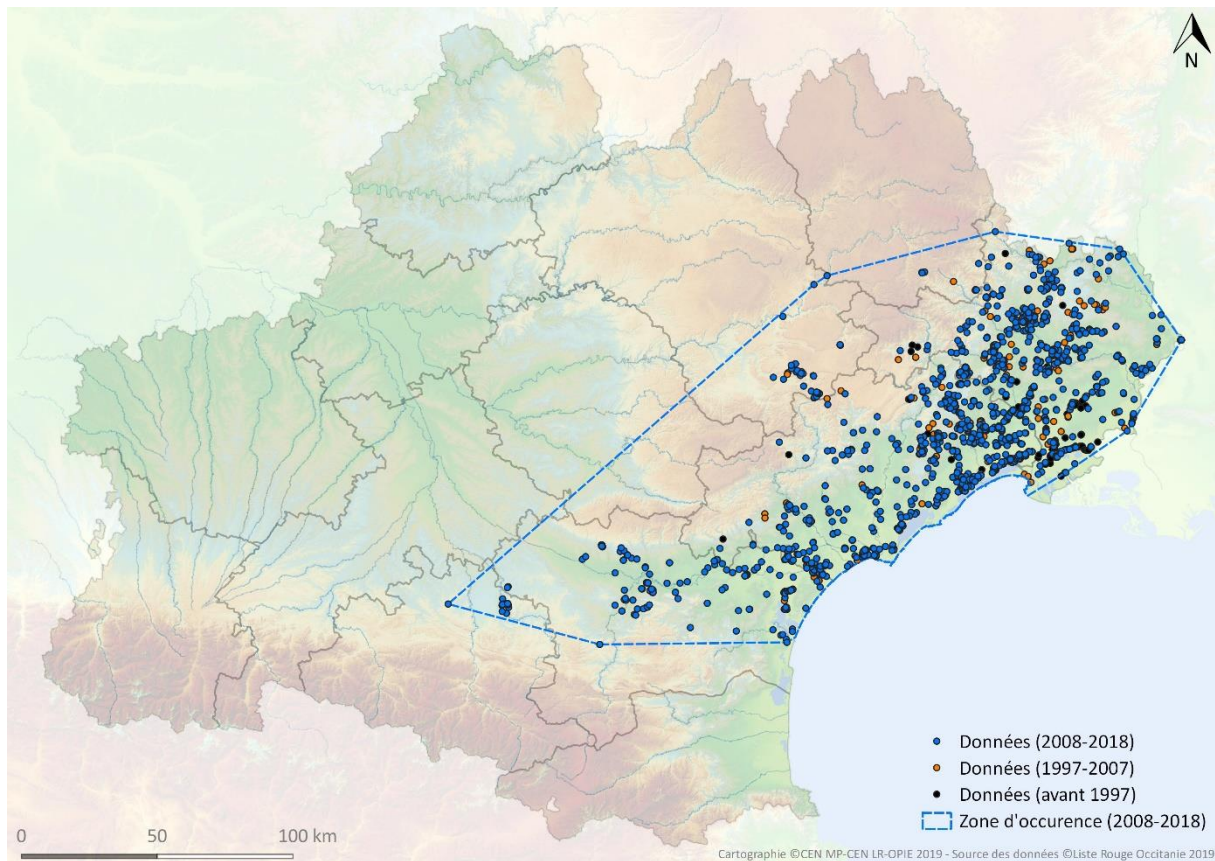 N
Données (2008-2018)
Données (1997-2007)
Données (avant 1997)
Zone d'occurence (2008-2018)
0 50 100 km
Cartographie ©CEN MP-CEN LR-OPIE 2019 - Source des données ©Liste Rouge Occitanie 2019